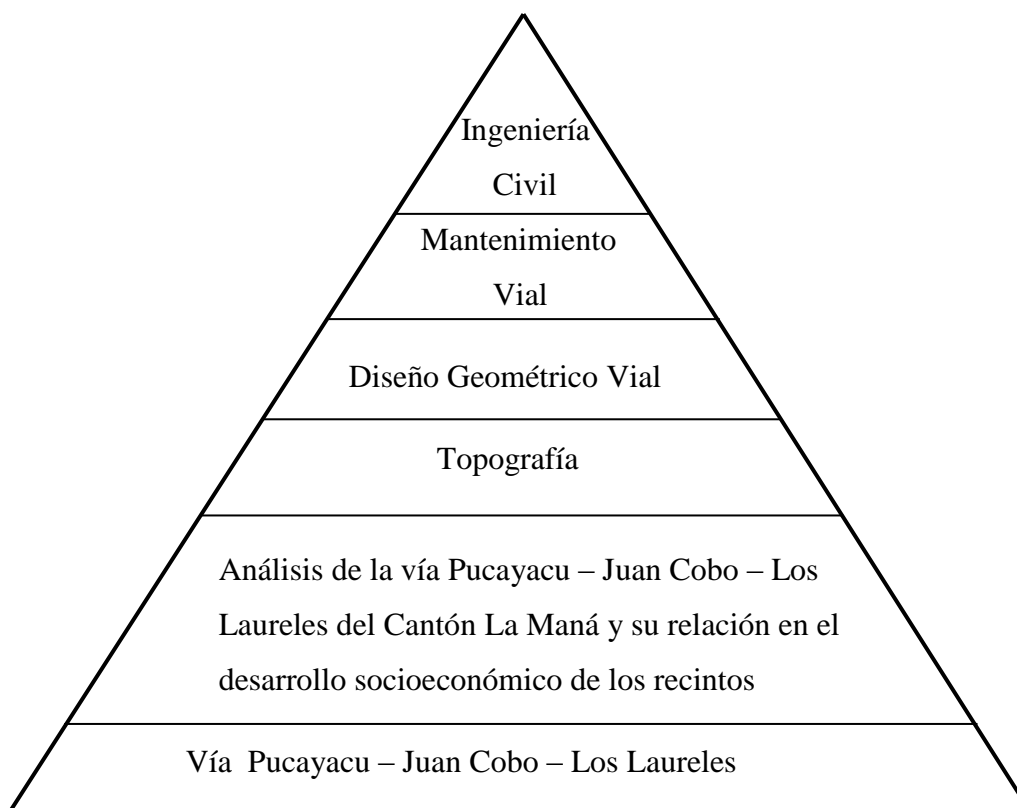 Ingeniería
Civil
Mantenimiento
Vial
Diseño Geométrico Vial
Topografía
Análisis de la vía Pucayacu – Juan Cobo – Los
Laureles del Cantón La Maná y su relación en el
desarrollo socioeconómico de los recintos
Vía Pucayacu – Juan Cobo – Los Laureles